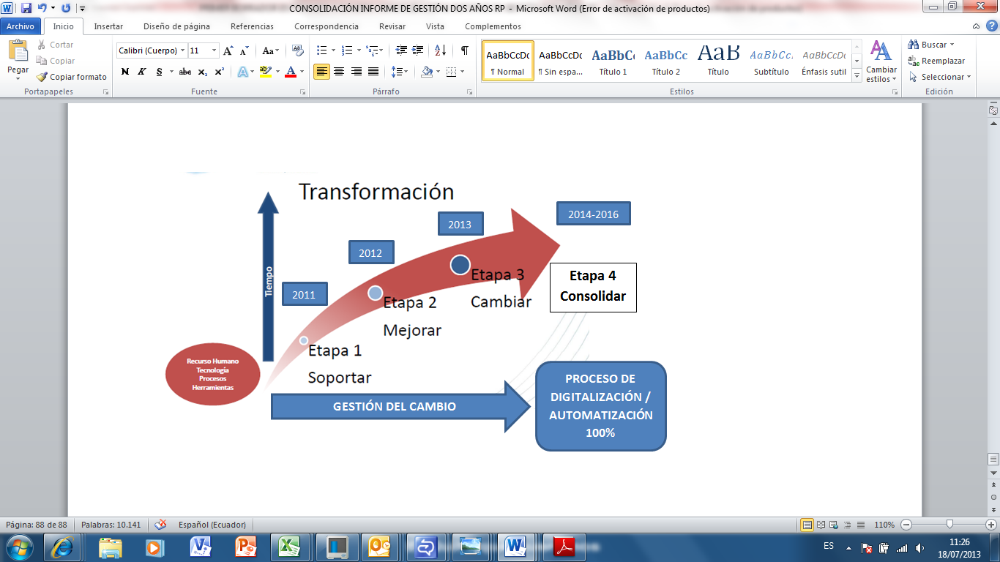 CONSOLIDACIÓN INFORME DE GESTIÓN DOS AÑOS RP - Microsoft Word (Error de activación de productos)
Archivo Inicio Insertar Diseño de página Referencias Correspondencia Revisar Vista Complementos
Pegar
Cortar
Copiar
Copiar formato
Portapapeles
Calibri (Cuerpo) 11
N K S abc x₂ x²
Fuente
Párrafo
AaBbCcDc AaBbCcDc AaBbC AaBbCc AaB AaBbCc. AaBbCcDc
¶ Normal ¶ Sin espa... Título 1 Título 2 Título Subtítulo Énfasis sutil
Estilos
Cambiar
estilos
Buscar
Reemplazar
Seleccionar
Edición
Transformación
2014-2016
2013
2012
2011
Tiempo
Etapa 3
Cambiar
Etapa 4
Consolidar
Etapa 2
Mejorar
Etapa 1
Soportar
Recurso Humano
Tecnología
Procesos
Herramientas
GESTIÓN DEL CAMBIO
PROCESO DE
DIGITALIZACIÓN /
AUTOMATIZACIÓN
100%
Página: 88 de 88 Palabras: 10.141 Español (Ecuador) 110%
ES
11:26
18/07/2013